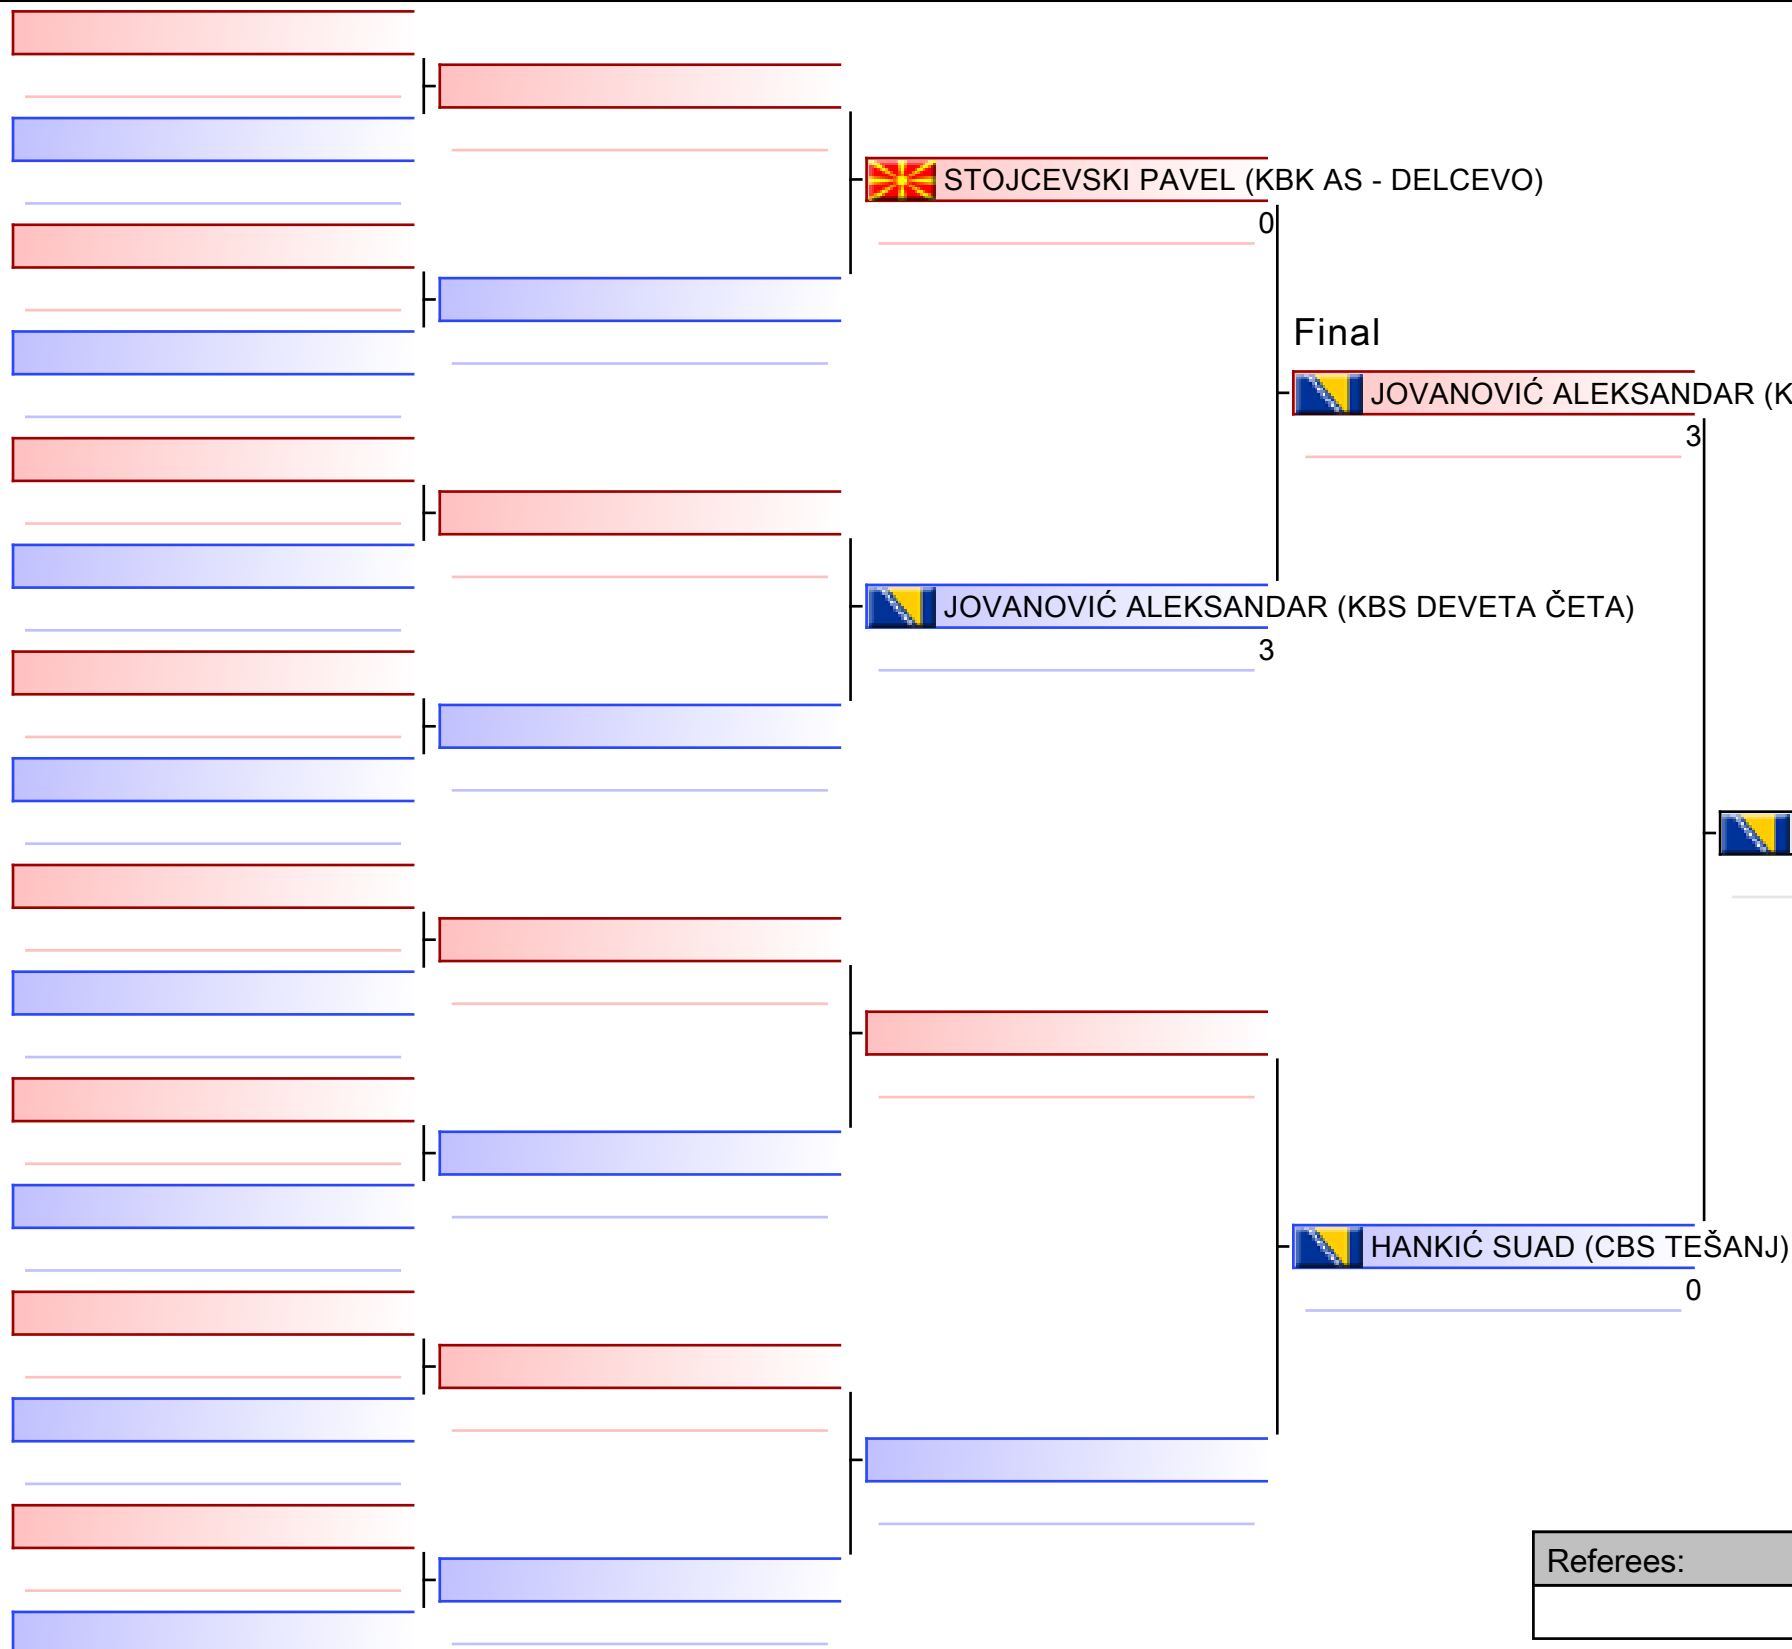 STOJCEVSKI PAVEL (KBK AS - DELCEVO)
0
Final
JOVANOVIĆ ALEKSANDAR (K
3
JOVANOVIĆ ALEKSANDAR (KBS DEVETA ČETA)
3
HANKIĆ SUAD (CBS TEŠANJ)
0
Referees: